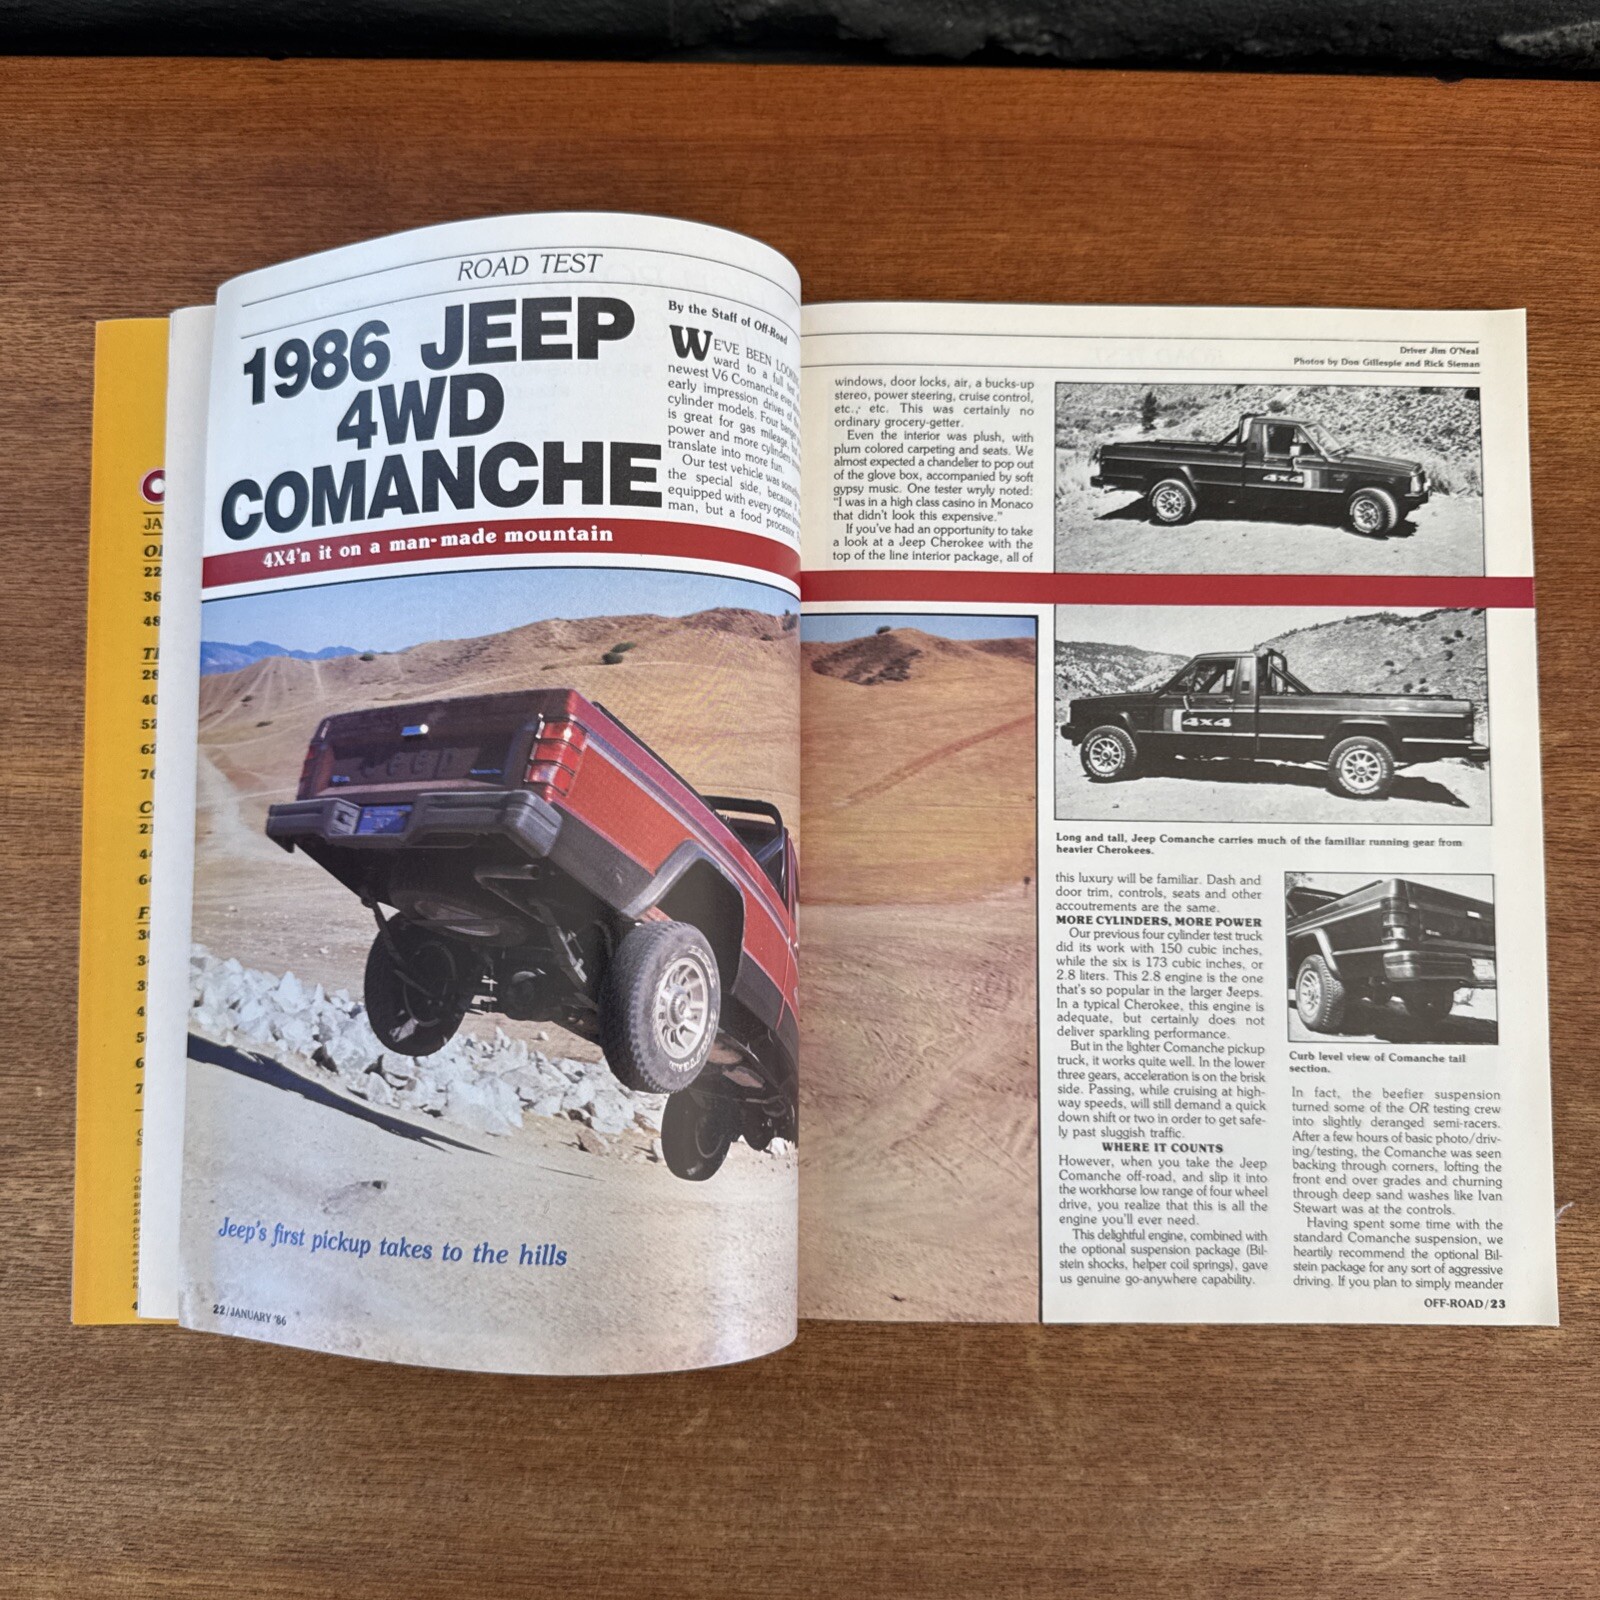 ROAD TEST
1986 JEEP
4WD
COMANCHE
4X4'n it on a man-made mountain
By the Staff of Off-Road
WE'VE BEEN LOOKING
ward to a full test of
newest V6 Comanche ever
early impression drives of
cylinder models. Four
is great for gas mileage,
power and more cylinders
translate into more fun.
Our test vehicle was
the special side, because
equipped with every option
man, but a food processor.
Jeep's first pickup takes to the hills
22/JANUARY '86
Driver Jim O'Neal
Photos by Don Gillespie and Rick Sieman
windows, door locks, air, a bucks-up
stereo, power steering, cruise control,
etc., etc. This was certainly no
ordinary grocery-getter.
Even the interior was plush, with
plum colored carpeting and seats. We
almost expected a chandelier to pop out
of the glove box, accompanied by soft
gypsy music. One tester wryly noted:
"I was in a high class casino in Monaco
that didn't look this expensive."
If you've had an opportunity to take
a look at a Jeep Cherokee with the
top of the line interior package, all of
4x4
4x4
Long and tall, Jeep Comanche carries much of the familiar running gear from
heavier Cherokees.
this luxury will be familiar. Dash and
door trim, controls, seats and other
accoutrements are the same.
MORE CYLINDERS, MORE POWER
Our previous four cylinder test truck
did its work with 150 cubic inches,
while the six is 173 cubic inches, or
2.8 liters. This 2.8 engine is the one
that's so popular in the larger Jeeps.
In a typical Cherokee, this engine is
adequate, but certainly does not
deliver sparkling performance.
But in the lighter Comanche pickup
truck, it works quite well. In the lower
three gears, acceleration is on the brisk
side. Passing, while cruising at high-
way speeds, will still demand a quick
down shift or two in order to get safe-
ly past sluggish traffic.
WHERE IT COUNTS
However, when you take the Jeep
Comanche off-road, and slip it into
the workhorse low range of four wheel
drive, you realize that this is all the
engine you'll ever need.
This delightful engine, combined with
the optional suspension package (Bil-
stein shocks, helper coil springs), gave
us genuine go-anywhere capability.
Curb level view of Comanche tail
section.
In fact, the beefier suspension
turned some of the OR testing crew
into slightly deranged semi-racers.
After a few hours of basic photo/driv-
ing/testing, the Comanche was seen
backing through corners, lofting the
front end over grades and churning
through deep sand washes like Ivan
Stewart was at the controls.
Having spent some time with the
standard Comanche suspension, we
heartily recommend the optional Bil-
stein package for any sort of aggressive
driving. If you plan to simply meander
OFF-ROAD/23
JA
22
36
48
28
40
52
62
76